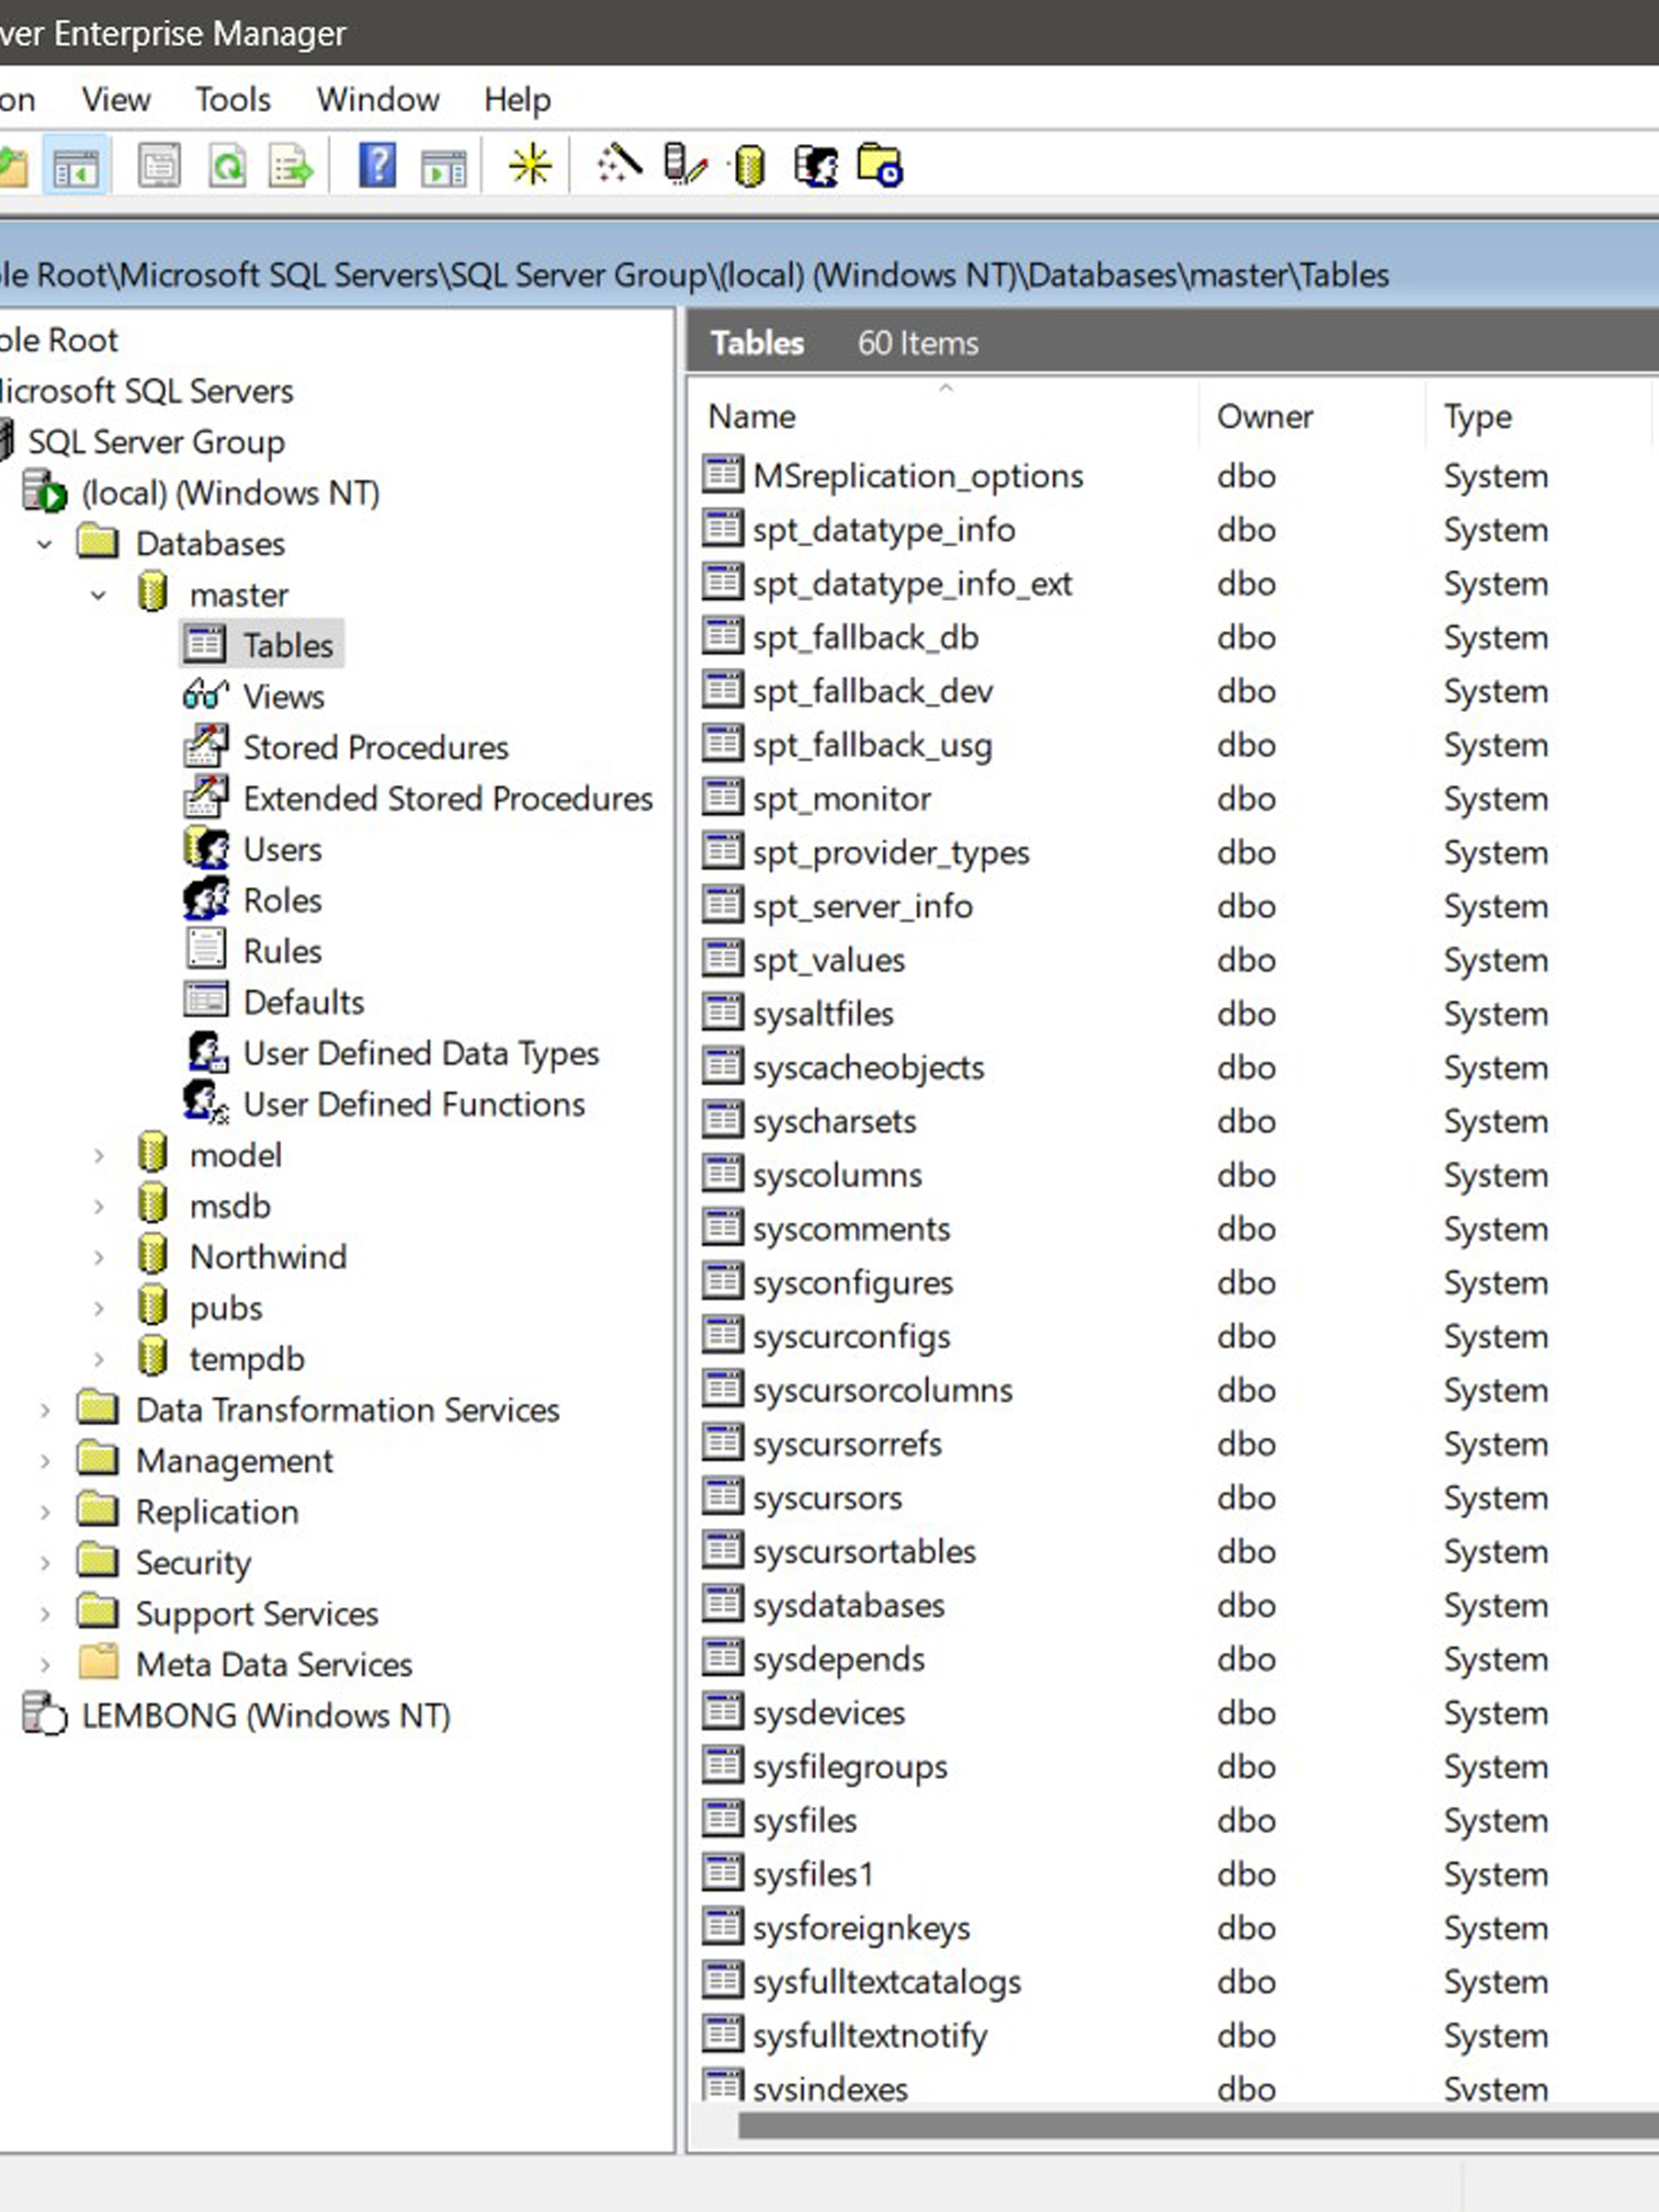 ver Enterprise Manager
on View Tools Window Help
le Root\Microsoft SQL Servers\SQL Server Group\(local) (Windows NT)\Databases\master\Tables
ole Root
icrosoft SQL Servers
SQL Server Group
(local) (Windows NT)
Databases
master
Tables
Views
Stored Procedures
Extended Stored Procedures
Users
Roles
Rules
Defaults
User Defined Data Types
User Defined Functions
model
msdb
Northwind
pubs
tempdb
Data Transformation Services
Management
Replication
Security
Support Services
Meta Data Services
LEMBONG (Windows NT)
Tables 60 Items
Name Owner Type
MSreplication_options dbo System
spt_datatype_info dbo System
spt_datatype_info_ext dbo System
spt_fallback_db dbo System
spt_fallback_dev dbo System
spt_fallback_usg dbo System
spt_monitor dbo System
spt_provider_types dbo System
spt_server_info dbo System
spt_values dbo System
sysaltfiles dbo System
syscacheobjects dbo System
syscharsets dbo System
syscolumns dbo System
syscomments dbo System
sysconfigures dbo System
syscurconfigs dbo System
syscursorcolumns dbo System
syscursorrefs dbo System
syscursors dbo System
syscursortables dbo System
sysdatabases dbo System
sysdepends dbo System
sysdevices dbo System
sysfilegroups dbo System
sysfiles dbo System
sysfiles1 dbo System
sysforeignkeys dbo System
sysfulltextcatalogs dbo System
sysfulltextnotify dbo System
sysindexes dbo System